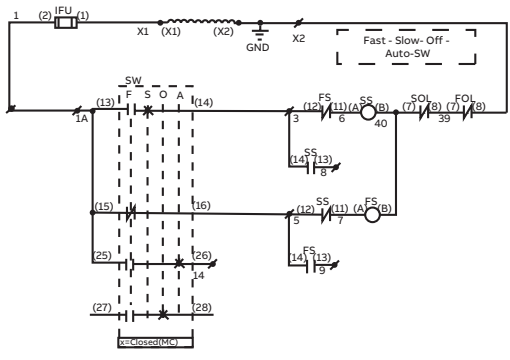 1 (2) IFU (1) X1 (X1) (X2) X2
GND
Fast - Slow- Off -
Auto-SW
SW
F S O A
(13) (14) (12) FS (11) (A) SS (B) (7) SOL (8) (7) FOL (8)
1A 3 6 40 39
SS
(14) (13)
8
(15) (16) (12) SS (11) (A) FS (B)
5 7
(25) (26) FS
14 (14) (13)
9
(27) (28)
x=Closed(MC)